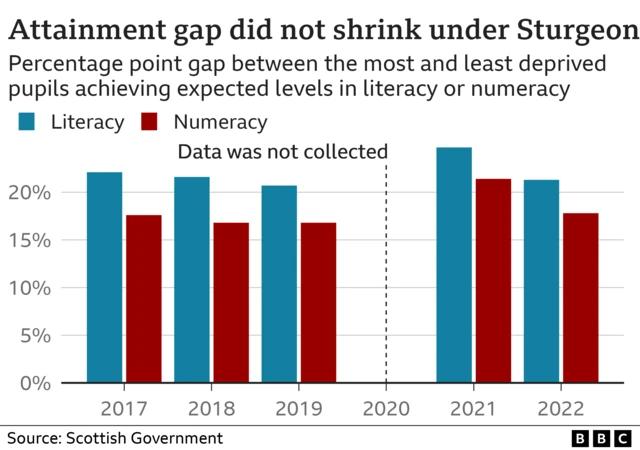 Attainment gap did not shrink under Sturgeon
Percentage point gap between the most and least deprived
pupils achieving expected levels in literacy or numeracy
Literacy Numeracy
Data was not collected
20%
15%
10%
5%
0%
2017 2018 2019 2020 2021 2022
Source: Scottish Government BBC